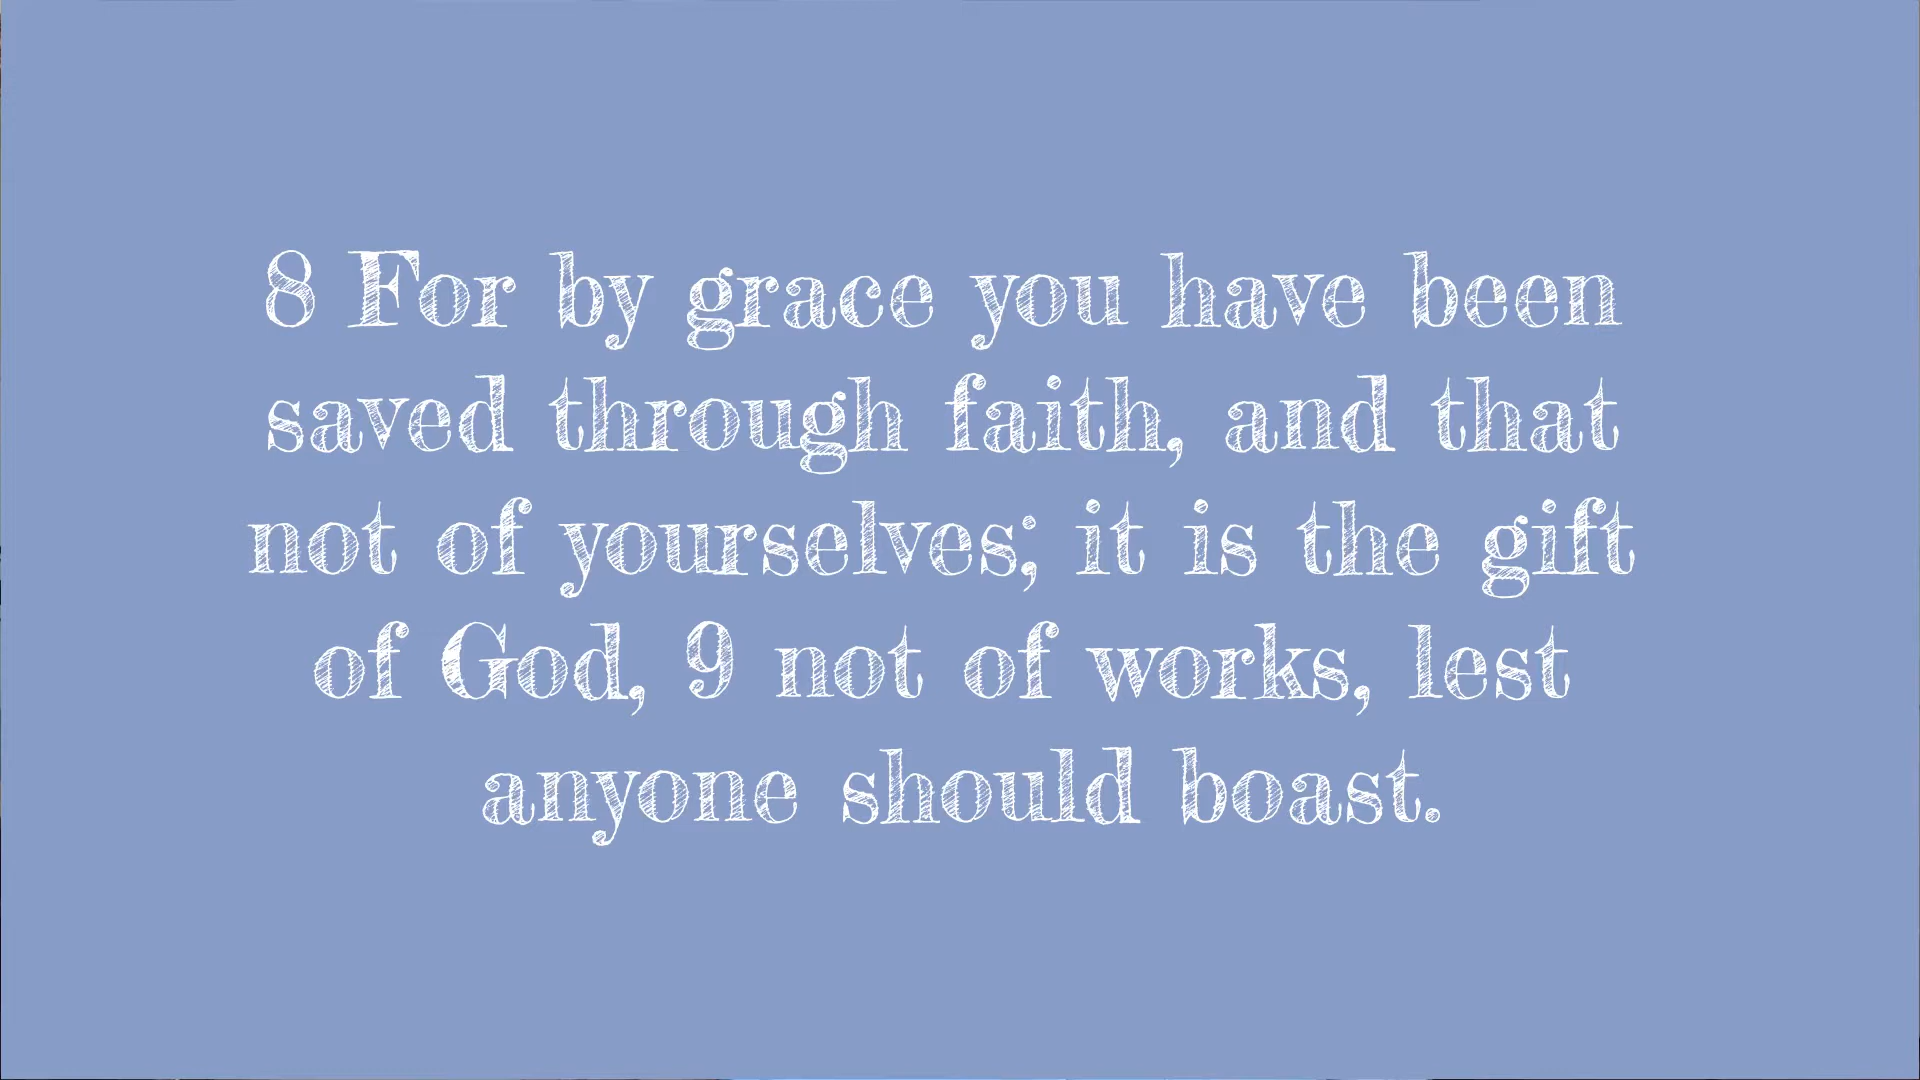 8 For by grace you have been
saved through faith, and that
not of yourselves; it is the gift
of God, 9 not of works, lest
anyone should boast.